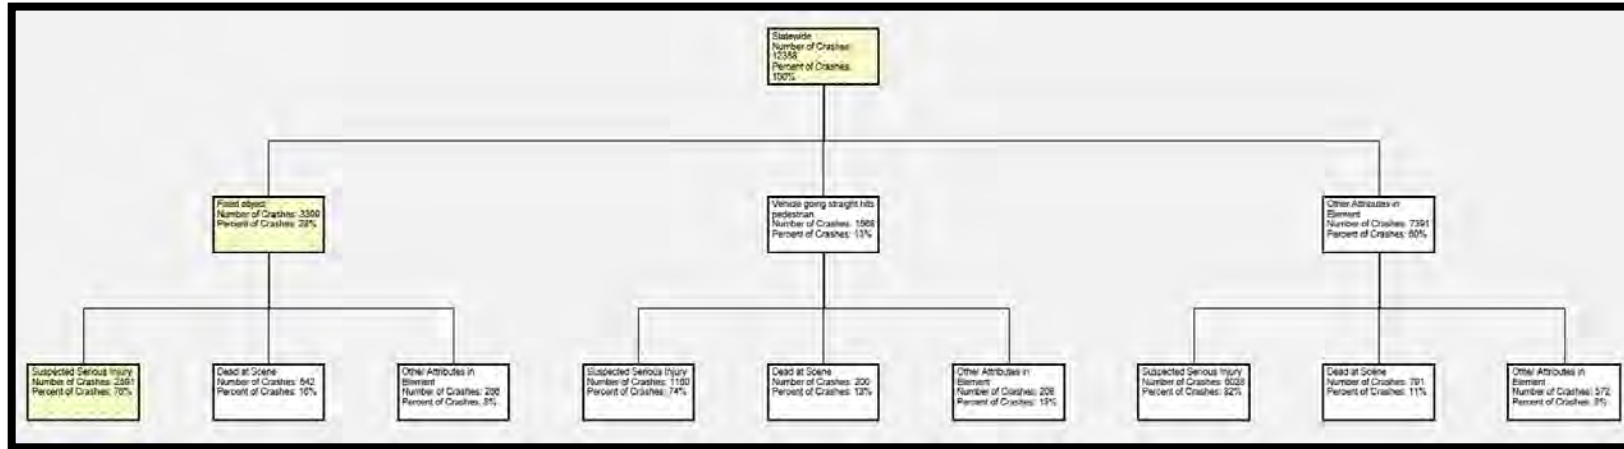 Statewide
Number of Crashes:
12358
Percent of Crashes:
100%
Fixed object
Number of Crashes: 3399
Percent of Crashes: 28%
Vehicle going straight hits
pedestrian
Number of Crashes: 1568
Percent of Crashes: 13%
Other Attributes in
Element
Number of Crashes: 7391
Percent of Crashes: 60%
Suspected Serious Injury
Number of Crashes: 2591
Percent of Crashes: 76%
Dead at Scene
Number of Crashes: 542
Percent of Crashes: 16%
Other Attributes in
Element
Number of Crashes: 266
Percent of Crashes: 8%
Suspected Serious Injury
Number of Crashes: 1160
Percent of Crashes: 74%
Dead at Scene
Number of Crashes: 200
Percent of Crashes: 13%
Other Attributes in
Element
Number of Crashes: 208
Percent of Crashes: 13%
Suspected Serious Injury
Number of Crashes: 6028
Percent of Crashes: 82%
Dead at Scene
Number of Crashes: 791
Percent of Crashes: 11%
Other Attributes in
Element
Number of Crashes: 572
Percent of Crashes: 8%